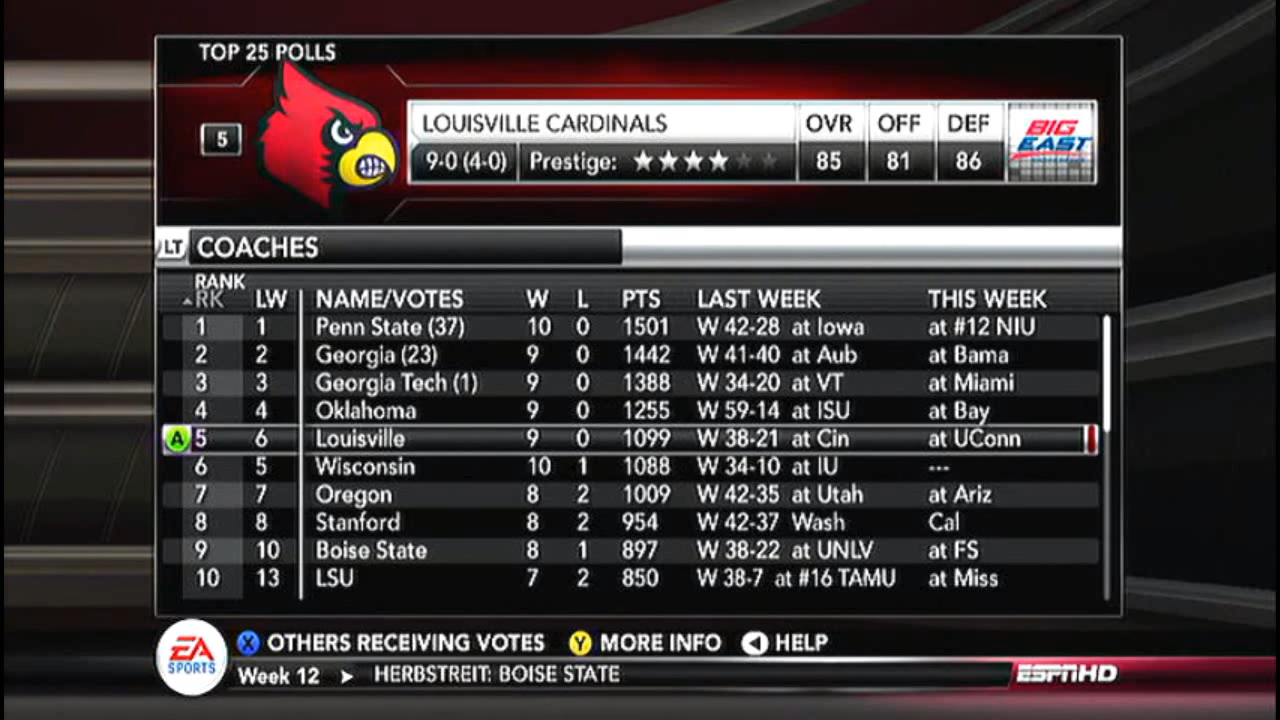 TOP 25 POLLS
5
LOUISVILLE CARDINALS OVR OFF DEF BIG EAST
9-0 (4-0) Prestige: 85 81 86
LT COACHES
RANK
RK LW NAME/VOTES W L PTS LAST WEEK THIS WEEK
1 1 Penn State (37) 10 0 1501 W 42-28 at Iowa at #12 NIU
2 2 Georgia (23) 9 0 1442 W 41-40 at Aub at Bama
3 3 Georgia Tech (1) 9 0 1388 W 34-20 at VT at Miami
4 4 Oklahoma 9 0 1255 W 59-14 at ISU at Bay
A 5 6 Louisville 9 0 1099 W 38-21 at Cin at UConn
6 5 Wisconsin 10 1 1088 W 34-10 at IU ---
7 7 Oregon 8 2 1009 W 42-35 at Utah at Ariz
8 8 Stanford 8 2 954 W 42-37 Wash Cal
9 10 Boise State 8 1 897 W 38-22 at UNLV at FS
10 13 LSU 7 2 850 W 38-7 at #16 TAMU at Miss
X OTHERS RECEIVING VOTES Y MORE INFO HELP
EA SPORTS
Week 12 HERBSTREIT: BOISE STATE ESPNHD